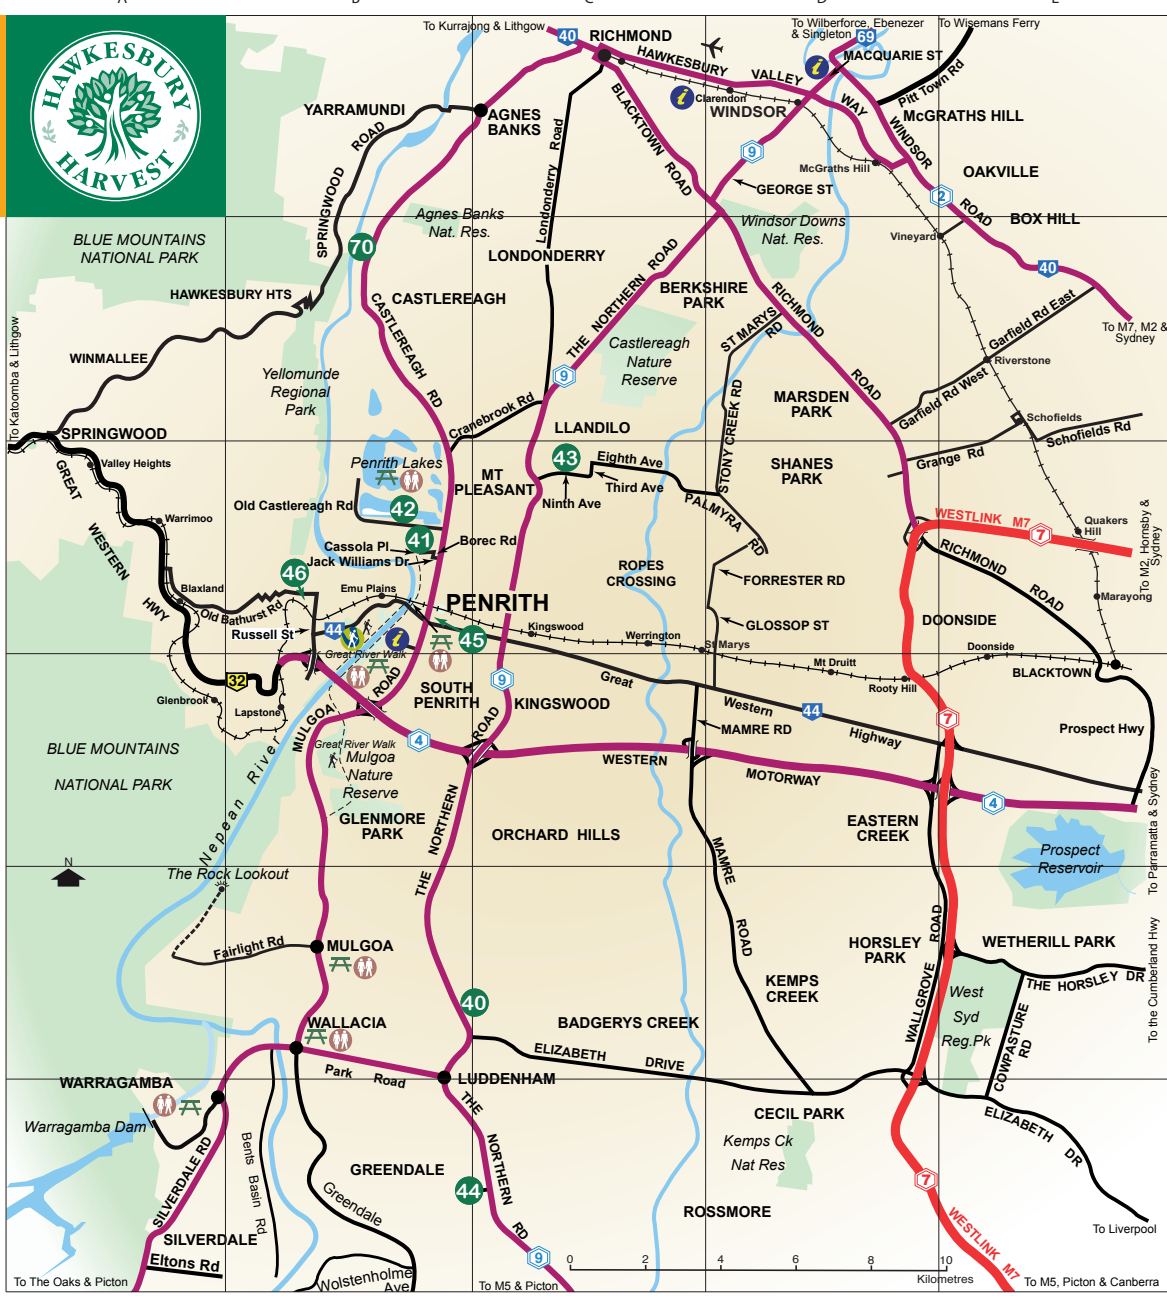 A
B
C
D
E
HAWKESBURY
HARVEST
To Kurrajong & Lithgow
40
RICHMOND
To Wilberforce, Ebenezer
& Singleton
69
To Wisemans Ferry
MACQUARIE ST
HAWKESBURY VALLEY WAY
i
i
Clarendon
WINDSOR
Pitt Town Rd
McGRATHS HILL
YARRAMUNDI
AGNES
BANKS
SPRINGWOOD ROAD
Londonderry Road
BLACKTOWN ROAD
9
McGraths Hill
WINDSOR ROAD
OAKVILLE
GEORGE ST
2
BOX HILL
Agnes Banks
Nat. Res.
Windsor Downs
Nat. Res.
Vineyard
40
BLUE MOUNTAINS
NATIONAL PARK
70
LONDONDERRY
HAWKESBURY HTS
CASTLEREAGH
THE NORTHERN ROAD
BERKSHIRE
PARK
RICHMOND ROAD
To M7, M2 &
Sydney
CASTLEREAGH RD
ST MARYS
RD
Garfield Rd East
To Katoomba & Lithgow
WINMALLEE
Yellomunde
Regional
Park
Castlereagh
Nature
Reserve
9
Riverstone
Garfield Rd West
MARSDEN
PARK
Cranebrook Rd
STONY CREEK RD
Schofields
Schofields Rd
SPRINGWOOD
LLANDILO
Grange Rd
Valley Heights
Penrith Lakes
MT
PLEASANT
43
Eighth Ave
Third Ave
Ninth Ave
SHANES
PARK
GREAT WESTERN HWY
Old Castlereagh Rd
42
PALMYRA RD
WESTLINK M7
7
Quakers
Hill
To M2, Hornsby &
Sydney
Warrimoo
41
Cassola Pl
Borec Rd
Jack Williams Dr
RICHMOND ROAD
46
ROPES
CROSSING
FORRESTER RD
Blaxland
Emu Plains
PENRITH
Marayong
Old Bathurst Rd
Russell St
44
i
45
Kingswood
GLOSSOP ST
DOONSIDE
Werrington
St Marys
Doonside
Great River Walk
Mt Druitt
BLACKTOWN
32
Rooty Hill
Glenbrook
Lapstone
ROAD
SOUTH
PENRITH
9
KINGSWOOD
Great Western Highway
44
MULGOA
4
ROAD
MAMRE RD
7
Prospect Hwy
BLUE MOUNTAINS
NATIONAL PARK
Great River Walk
Mulgoa
Nature
Reserve
WESTERN MOTORWAY
4
Nepean River
GLENMORE
PARK
THE NORTHERN
ORCHARD HILLS
EASTERN
CREEK
Prospect
Reservoir
To Parramatta & Sydney
N
The Rock Lookout
MAMRE ROAD
Fairlight Rd
MULGOA
HORSLEY
PARK
WALLGROVE ROAD
WETHERILL PARK
THE HORSLEY DR
KEMPS
CREEK
West
Syd
Reg.Pk
COWPASTURE
RD
To the Cumberland Hwy
40
WALLACIA
BADGERYS CREEK
ELIZABETH DRIVE
Park Road
LUDDENHAM
WARRAGAMBA
Warragamba Dam
CECIL PARK
ELIZABETH DR
Kemps Ck
Nat Res
THE NORTHERN RD
Bents Basin Rd
GREENDALE
44
SILVERDALE RD
Greendale
7
ROSSMORE
WESTLINK M7
To Liverpool
SILVERDALE
Eltons Rd
9
0 2 4 6 8 10
Kilometres
Wolstenholme
Ave
To The Oaks & Picton
To M5 & Picton
To M5, Picton & Canberra